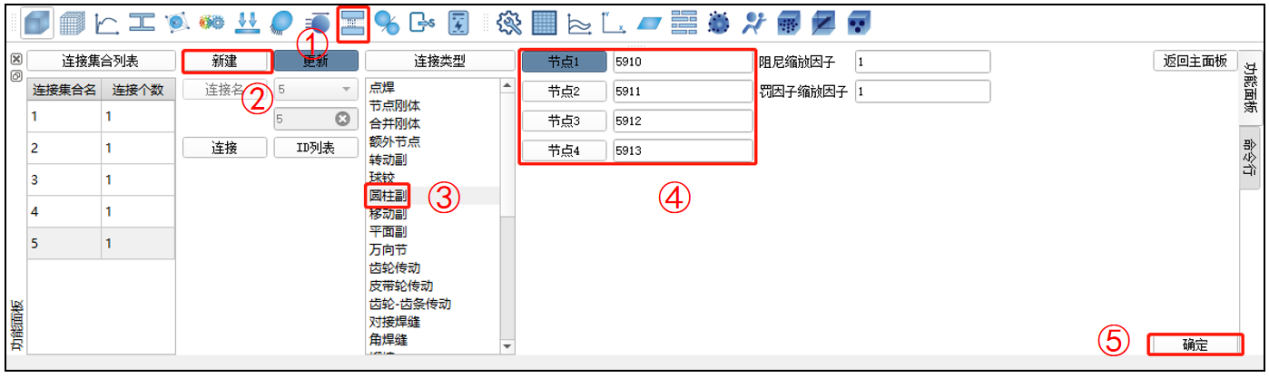 ①
连接集合列表
新建
更新
连接类型
节点1
5910
阻尼缩放因子
1
返回主面板
功能面板
连接集合名
连接个数
②
连接名
5
点焊
节点2
5911
罚因子缩放因子
1
1
1
5
节点刚体
合并刚体
节点3
5912
2
1
连接
ID列表
额外节点
转动副
节点4
5913
命令行
3
1
球铰
圆柱副
③
④
4
1
移动副
平面副
5
1
万向节
齿轮传动
皮带轮传动
齿轮-齿条传动
对接焊缝
角焊缝
功能面板
⑤
确定